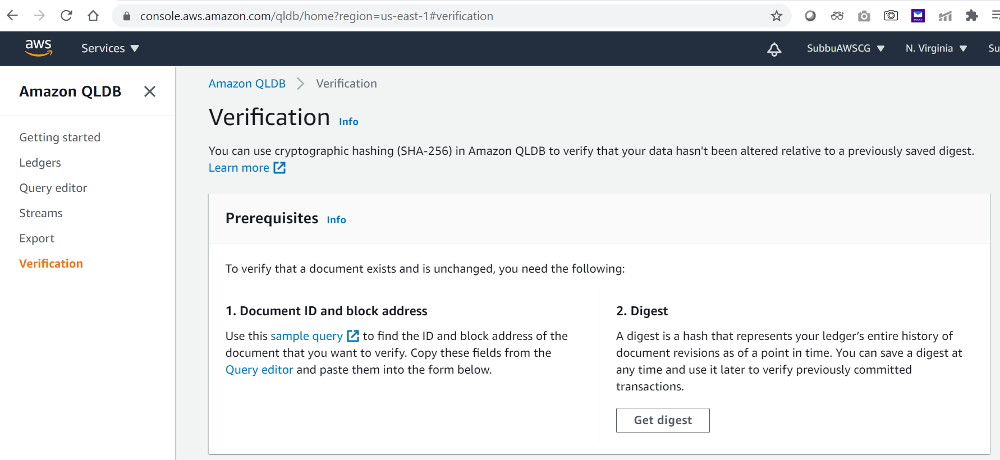 console.aws.amazon.com/qldb/home?region=us-east-1#verification
aws
Services
SubbuAWSCG
N. Virginia
Su
Amazon QLDB
Getting started
Ledgers
Query editor
Streams
Export
Verification
Amazon QLDB
Verification
Verification Info
You can use cryptographic hashing (SHA-256) in Amazon QLDB to verify that your data hasn't been altered relative to a previously saved digest.
Learn more
Prerequisites Info
To verify that a document exists and is unchanged, you need the following:
1. Document ID and block address
Use this sample query to find the ID and block address of the
document that you want to verify. Copy these fields from the
Query editor and paste them into the form below.
2. Digest
A digest is a hash that represents your ledger’s entire history of
document revisions as of a point in time. You can save a digest at
any time and use it later to verify previously committed
transactions.
Get digest